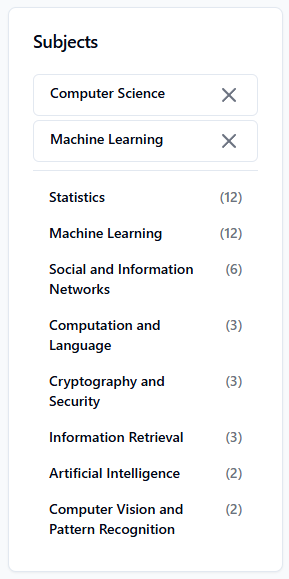 Subjects
Computer Science
Machine Learning
Statistics (12)
Machine Learning (12)
Social and Information (6)
Networks
Computation and (3)
Language
Cryptography and (3)
Security
Information Retrieval (3)
Artificial Intelligence (2)
Computer Vision and (2)
Pattern Recognition